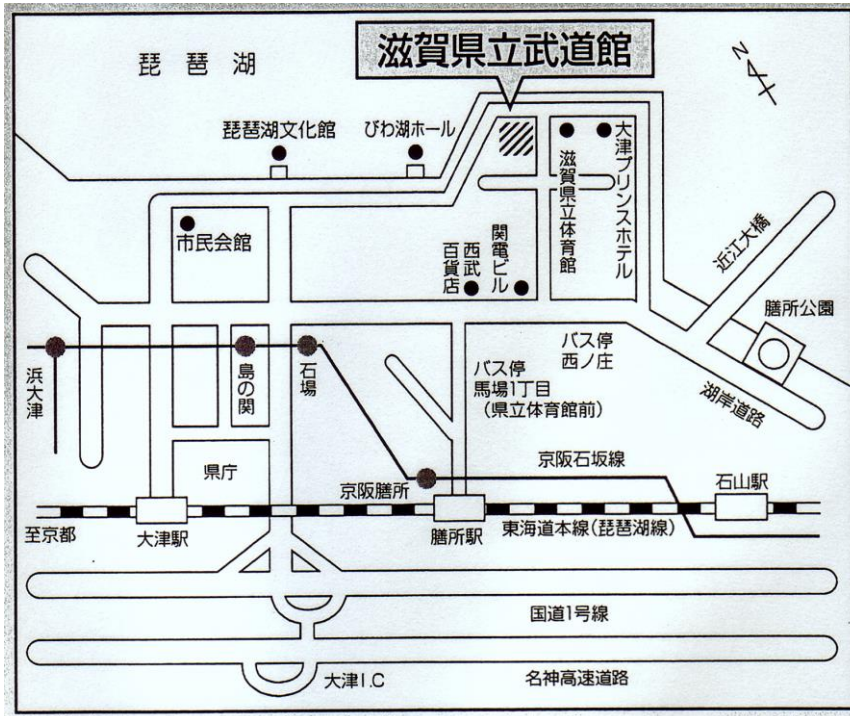 滋賀県立武道館
琵琶湖
N
琵琶湖文化館
びわ湖ホール
滋賀県立体育館
大津プリンスホテル
市民会館
西武
百貨店
関電ビル
近江大橋
膳所公園
バス停
西ノ庄
浜大津
島の関
石場
バス停
馬場1丁目
(県立体育館前)
湖岸道路
県庁
京阪膳所
京阪石坂線
石山駅
至京都
大津駅
膳所駅
東海道本線(琵琶湖線)
国道1号線
大津I.C
名神高速道路